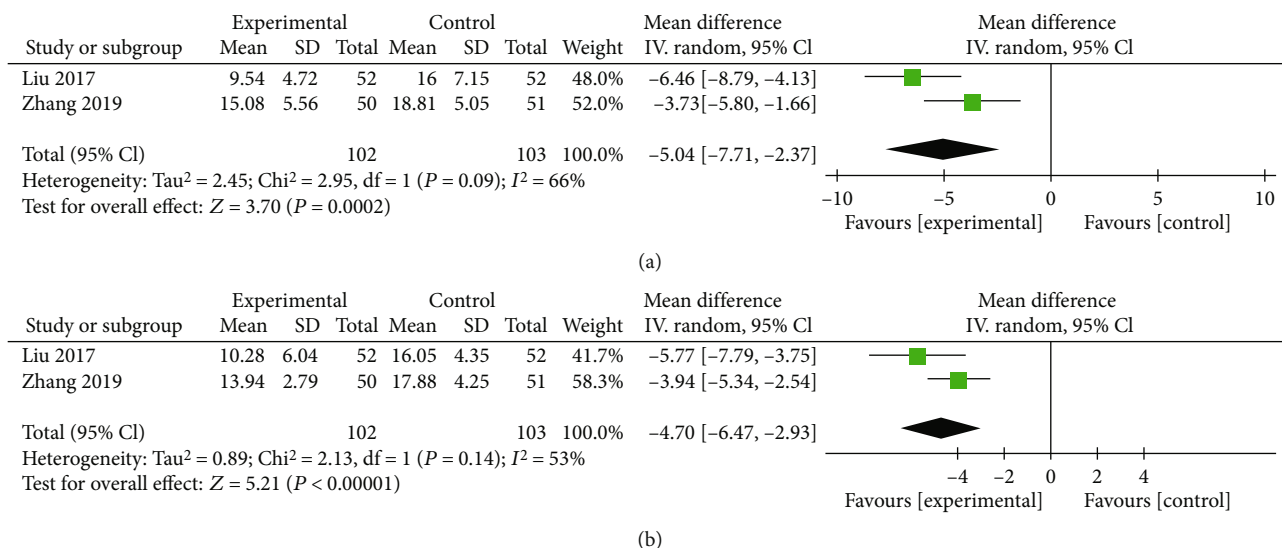 Experimental Control Mean difference Mean difference
Study or subgroup Mean SD Total Mean SD Total Weight IV. random, 95% Cl IV. random, 95% Cl
Liu 2017 9.54 4.72 52 16 7.15 52 48.0% −6.46 [−8.79, −4.13]
Zhang 2019 15.08 5.56 50 18.81 5.05 51 52.0% −3.73[−5.80, −1.66]
Total (95% Cl) 102 103 100.0% −5.04 [−7.71, −2.37]
Heterogeneity: Tau² = 2.45; Chi² = 2.95, df = 1 (P = 0.09); I² = 66%
−10 −5 0 5 10
Test for overall effect: Z = 3.70 (P = 0.0002)
Favours [experimental] Favours [control]
(a)
Experimental Control Mean difference Mean difference
Study or subgroup Mean SD Total Mean SD Total Weight IV. random, 95% Cl IV. random, 95% Cl
Liu 2017 10.28 6.04 52 16.05 4.35 52 41.7% −5.77 [−7.79, −3.75]
Zhang 2019 13.94 2.79 50 17.88 4.25 51 58.3% −3.94 [−5.34, −2.54]
Total (95% Cl) 102 103 100.0% −4.70 [−6.47, −2.93]
Heterogeneity: Tau² = 0.89; Chi² = 2.13, df = 1 (P = 0.14); I² = 53%
−4 −2 0 2 4
Test for overall effect: Z = 5.21 (P < 0.00001)
Favours [experimental] Favours [control]
(b)